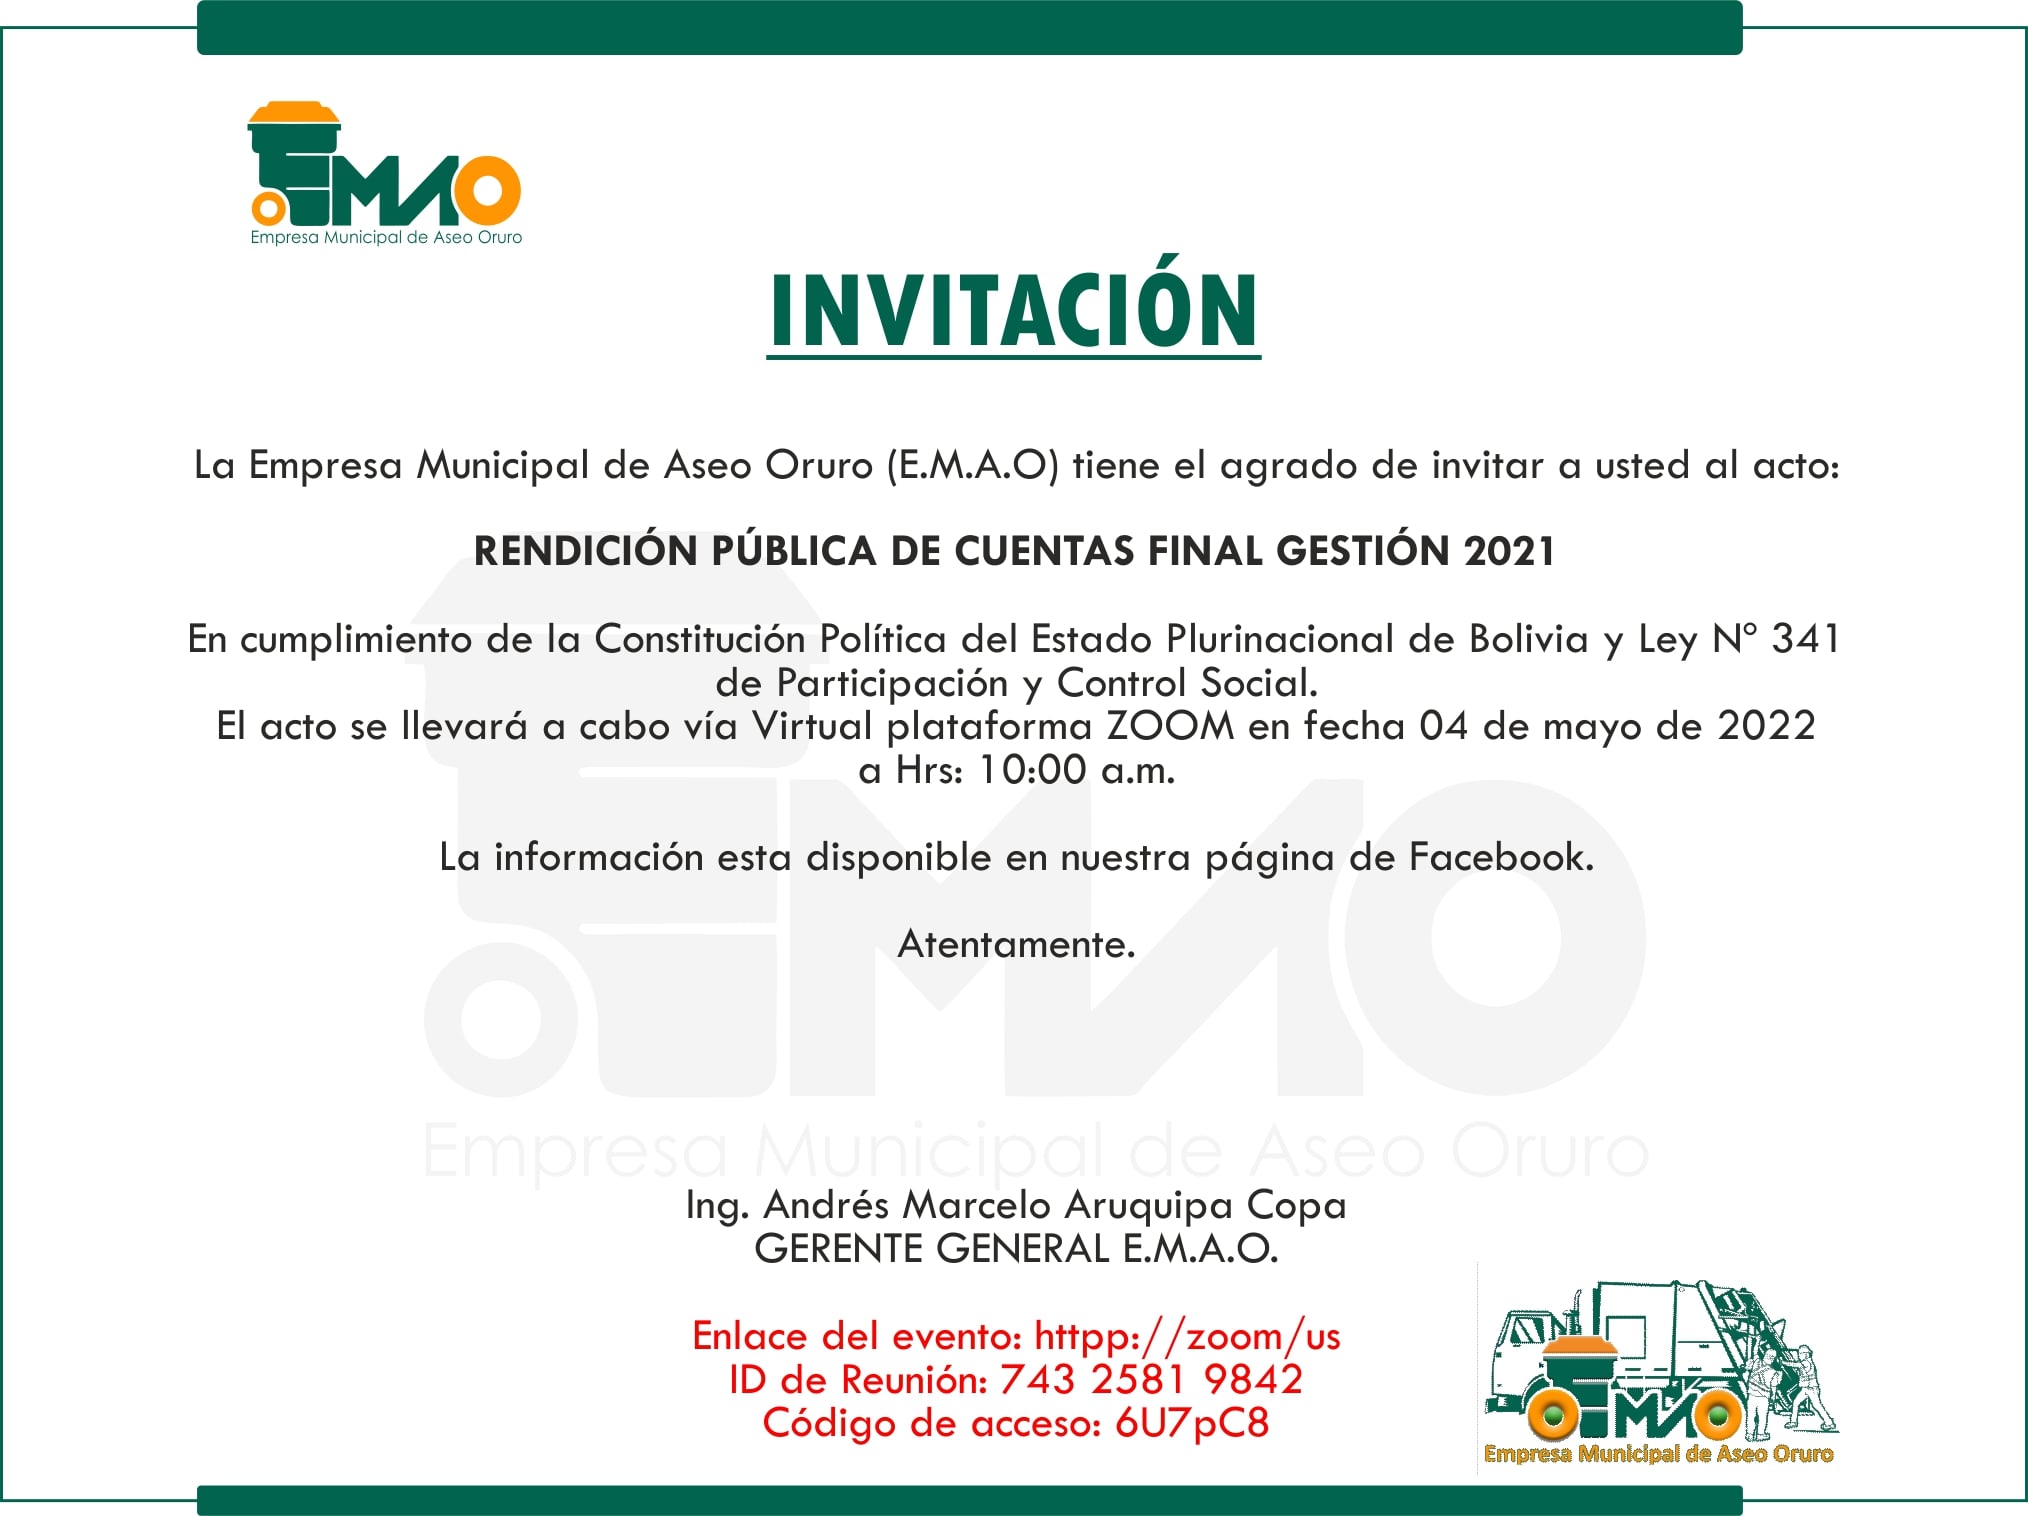 EMAO
Empresa Municipal de Aseo Oruro
INVITACIÓN
La Empresa Municipal de Aseo Oruro (E.M.A.O) tiene el agrado de invitar a usted al acto:
RENDICIÓN PÚBLICA DE CUENTAS FINAL GESTIÓN 2021
En cumplimiento de la Constitución Política del Estado Plurinacional de Bolivia y Ley Nº 341
de Participación y Control Social.
El acto se llevará a cabo vía Virtual plataforma ZOOM en fecha 04 de mayo de 2022
a Hrs: 10:00 a.m.
La información esta disponible en nuestra página de Facebook.
Atentamente.
EMAO
Empresa Municipal de Aseo Oruro
Ing. Andrés Marcelo Aruquipa Copa
GERENTE GENERAL E.M.A.O.
Enlace del evento: httpp://zoom/us
ID de Reunión: 743 2581 9842
Código de acceso: 6U7pC8
EMAO
Empresa Municipal de Aseo Oruro